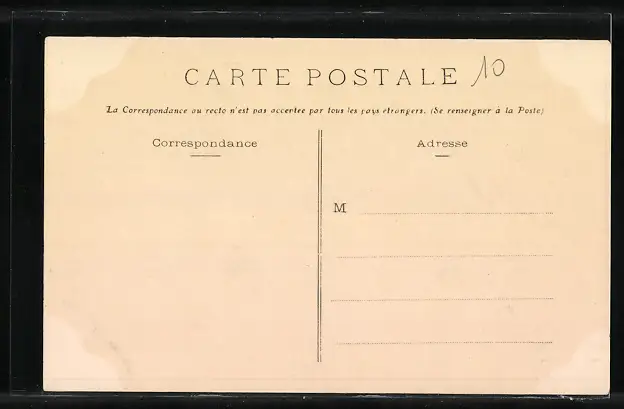 CARTE POSTALE 10
La Correspondance au recto n'est pas acceptée par tous les pays étrangers. (Se renseigner à la Poste)
Correspondance
Adresse
M